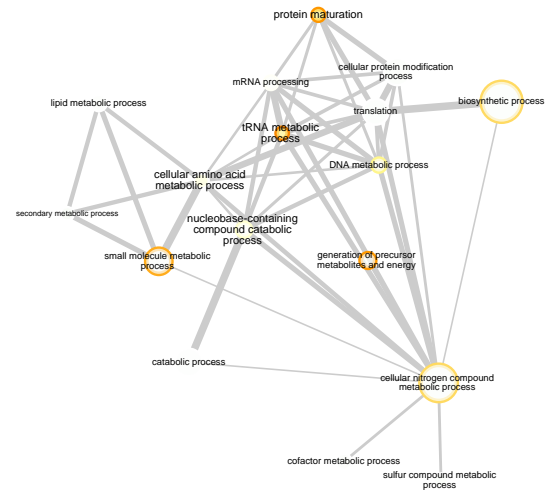 protein maturation
cellular protein modification
process
mRNA processing
biosynthetic process
lipid metabolic process
translation
tRNA metabolic
process
DNA metabolic process
cellular amino acid
metabolic process
secondary metabolic process
nucleobase-containing
compound catabolic
process
small molecule metabolic
process
generation of precursor
metabolites and energy
catabolic process
cellular nitrogen compound
metabolic process
cofactor metabolic process
sulfur compound metabolic
process